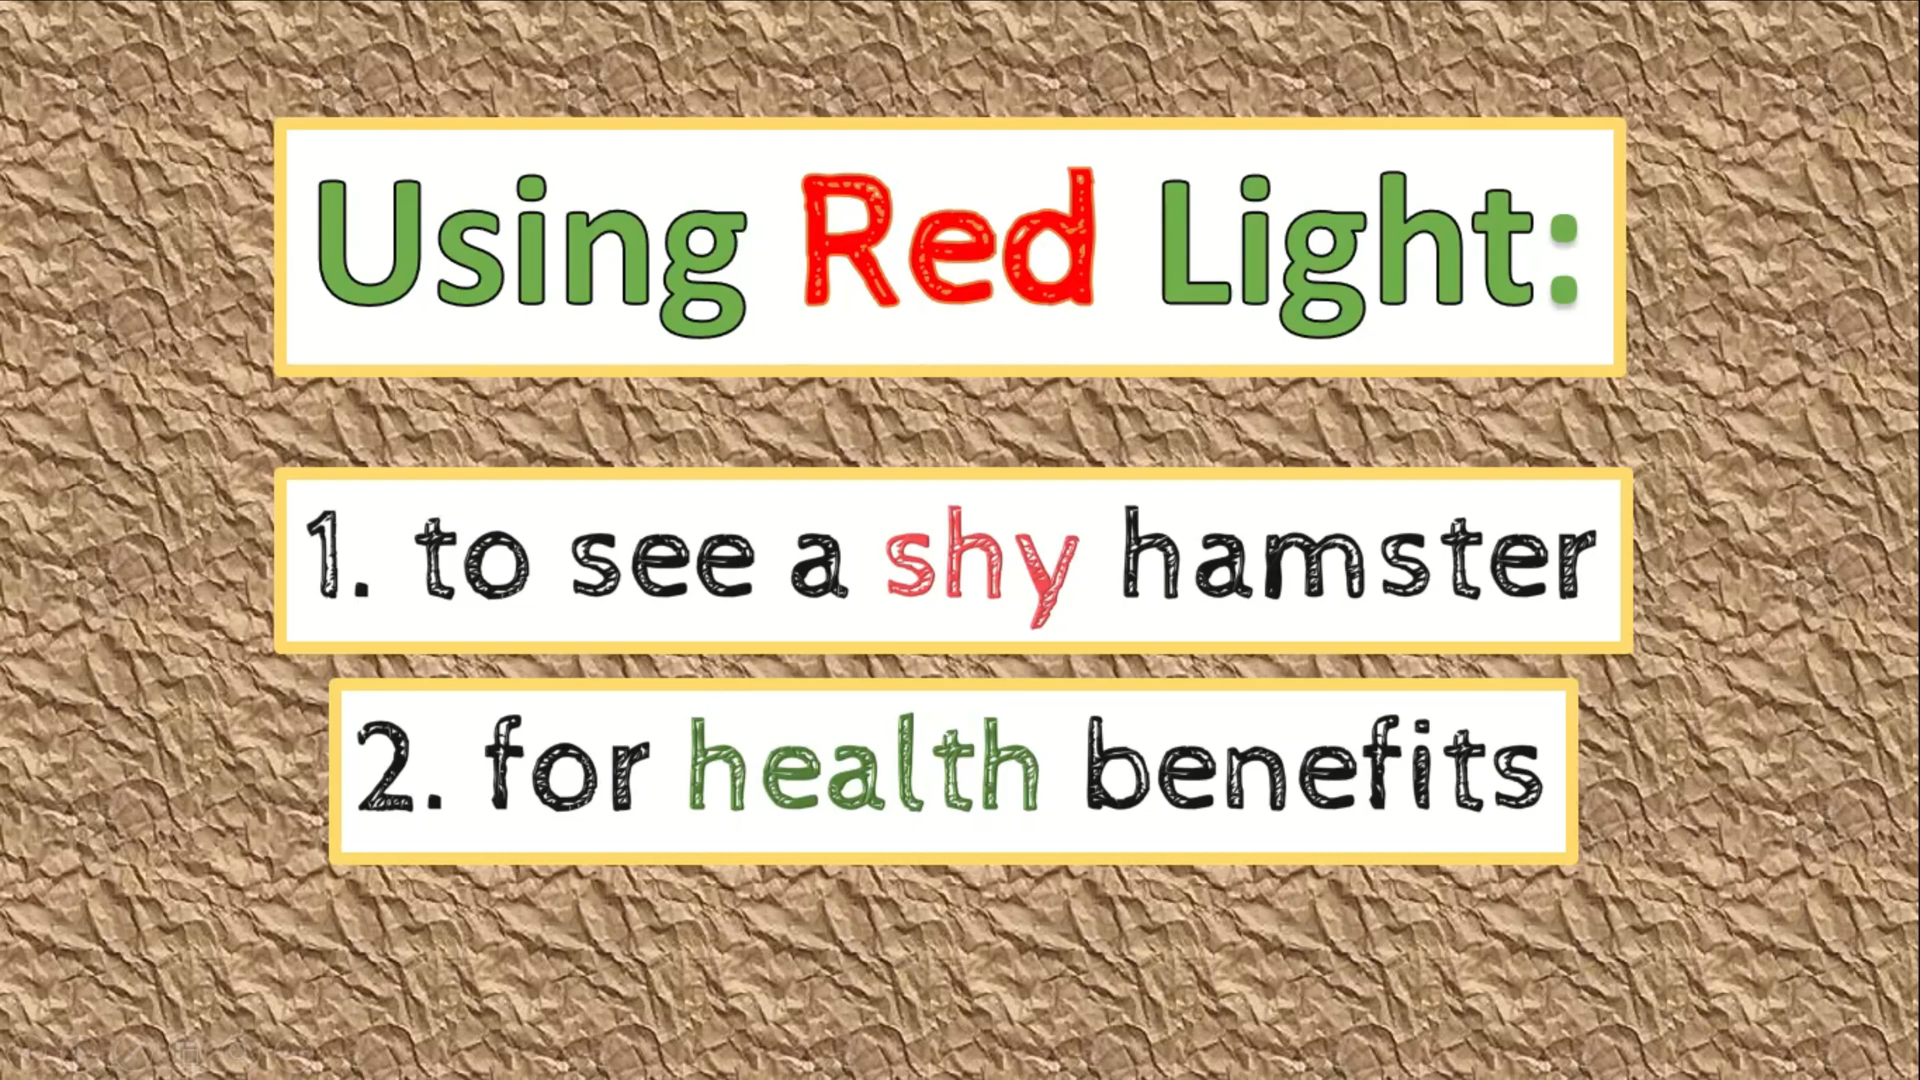 Using Red Light:
1. to see a shy hamster
2. for health benefits